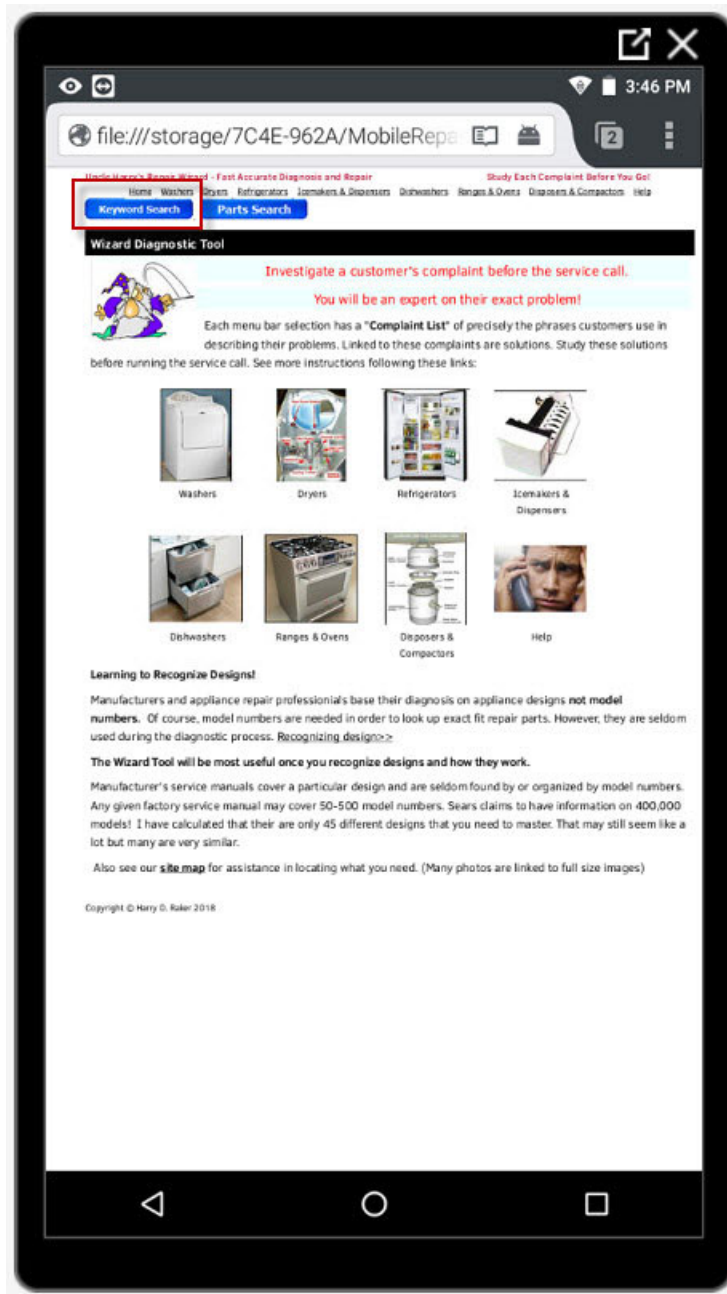 3:46 PM
file:///storage/7C4E-962A/MobileRepa
2
Uncle Harry's Repair Wizard - Fast Accurate Diagnosis and Repair Study Each Complaint Before You Go!
Home Washers Dryers Refrigerators Icemakers & Dispensers Dishwashers Ranges & Ovens Disposers & Compactors Help
Keyword Search Parts Search
Wizard Diagnostic Tool
Investigate a customer's complaint before the service call.
You will be an expert on their exact problem!
Each menu bar selection has a "Complaint List" of precisely the phrases customers use in
describing their problems. Linked to these complaints are solutions. Study these solutions
before running the service call. See more instructions following these links:
Washers Dryers Refrigerators Icemakers &
Dispensers
Dishwashers Ranges & Ovens Disposers & Help
Compactors
Learning to Recognize Designs!
Manufacturers and appliance repair professionals base their diagnosis on appliance designs not model
numbers. Of course, model numbers are needed in order to look up exact fit repair parts. However, they are seldom
used during the diagnostic process. Recognizing design>>
The Wizard Tool will be most useful once you recognize designs and how they work.
Manufacturer's service manuals cover a particular design and are seldom found by or organized by model numbers.
Any given factory service manual may cover 50-500 model numbers. Sears claims to have information on 400,000
models! I have calculated that their are only 45 different designs that you need to master. That may still seem like a
lot but many are very similar.
Also see our site map for assistance in locating what you need. (Many photos are linked to full size images)
Copyright © Harry D. Raker 2018